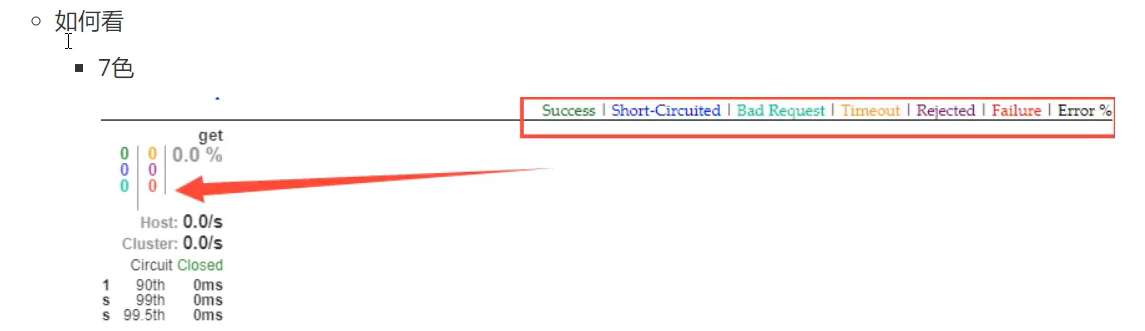 如何看
7色
Success | Short-Circuited | Bad Request | Timeout | Rejected | Failure | Error %
get
0 0 0.0 %
0 0
0 0
Host: 0.0/s
Cluster: 0.0/s
Circuit Closed
1 90th 0ms
s 99th 0ms
s 99.5th 0ms